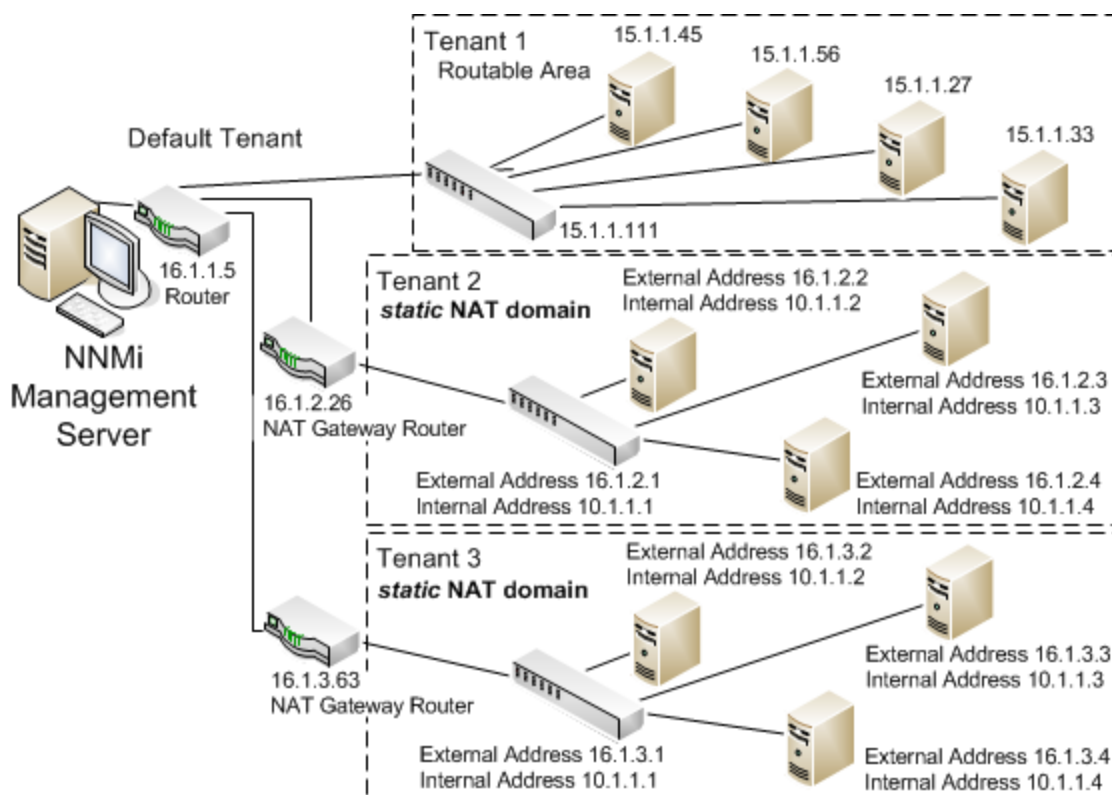 Tenant 1
Routable Area
15.1.1.45
15.1.1.56
15.1.1.27
15.1.1.33
15.1.1.111
Default Tenant
16.1.1.5
Router
NNMi
Management
Server
Tenant 2
static NAT domain
External Address 16.1.2.2
Internal Address 10.1.1.2
External Address 16.1.2.3
Internal Address 10.1.1.3
16.1.2.26
NAT Gateway Router
External Address 16.1.2.1
Internal Address 10.1.1.1
External Address 16.1.2.4
Internal Address 10.1.1.4
Tenant 3
static NAT domain
External Address 16.1.3.2
Internal Address 10.1.1.2
External Address 16.1.3.3
Internal Address 10.1.1.3
16.1.3.63
NAT Gateway Router
External Address 16.1.3.1
Internal Address 10.1.1.1
External Address 16.1.3.4
Internal Address 10.1.1.4